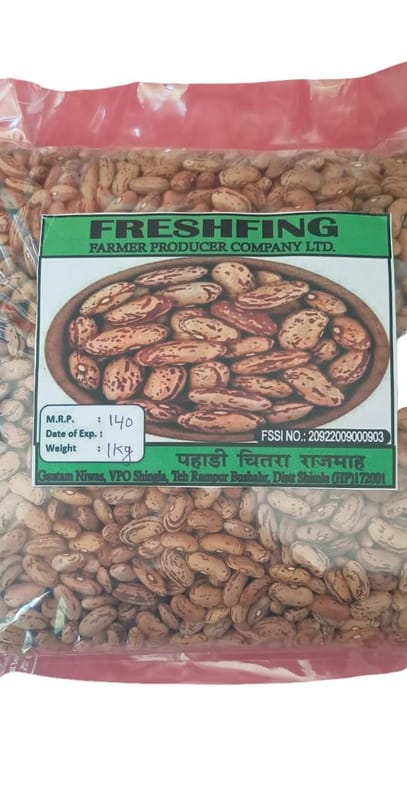 FRESHFING
FARMER PRODUCER COMPANY LTD.
M.R.P. : 140
Date of Exp. :
Weight : 1Kg
FSSI NO.: 20922009000903
पहाडी चितरा राजमाह
Gautam Niwas, VPO Shingla, Teh Rampur Bushahr, Distt Shimla (HP)172001